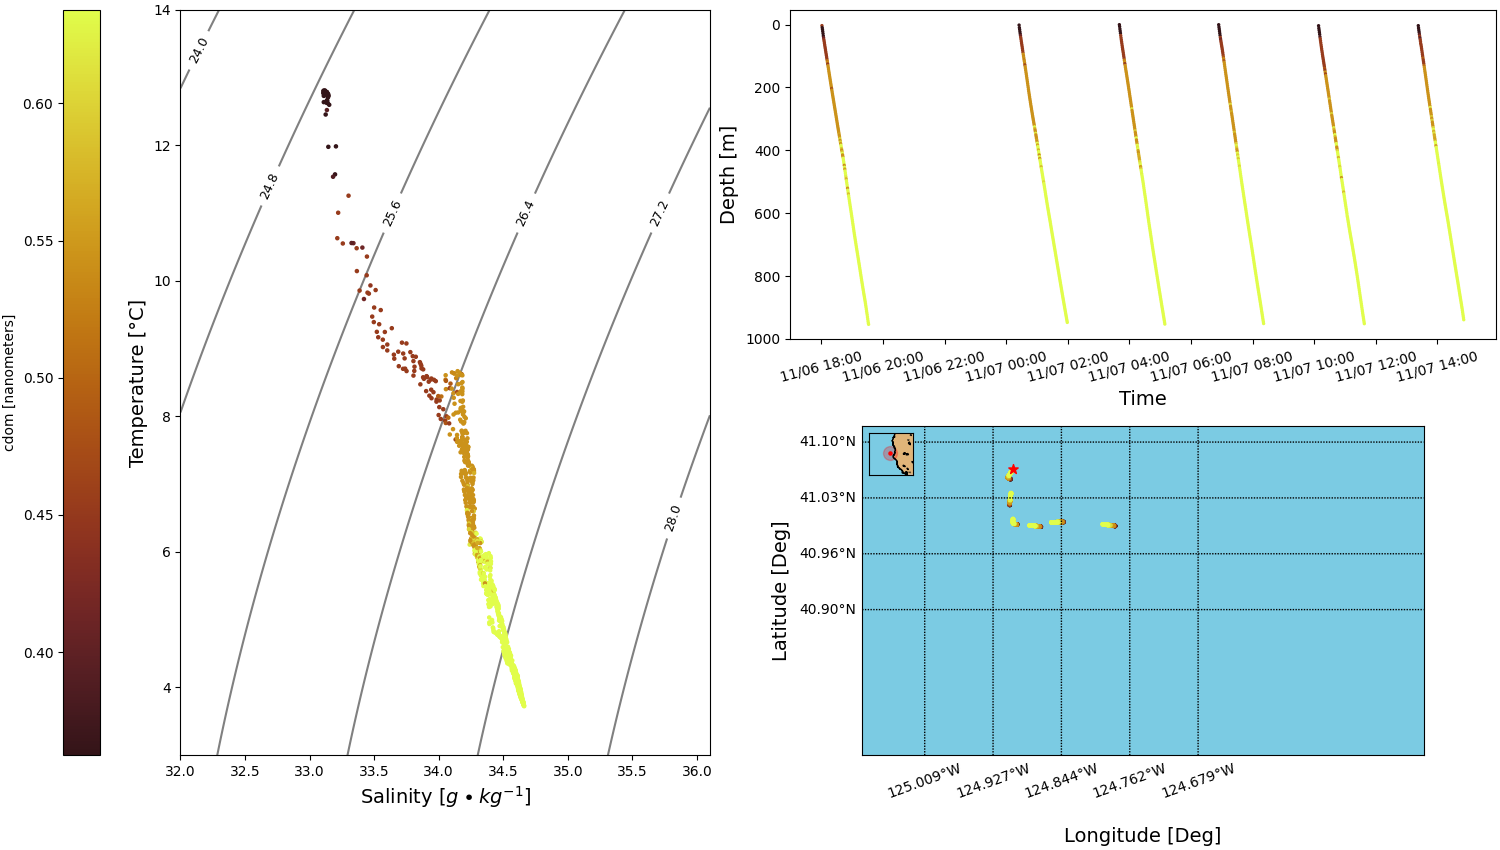 cdom [nanometers]
0.60
0.55
0.50
0.45
0.40
Temperature [°C]
14
12
10
8
6
4
24.0
24.8
25.6
26.4
27.2
28.0
32.0 32.5 33.0 33.5 34.0 34.5 35.0 35.5 36.0
Salinity [g • kg⁻¹]
Depth [m]
0
200
400
600
800
1000
11/06 18:00 11/06 20:00 11/06 22:00 11/07 00:00 11/07 02:00 11/07 04:00 11/07 06:00 11/07 08:00 11/07 10:00 11/07 12:00 11/07 14:00
Time
Latitude [Deg]
41.10°N
41.03°N
40.96°N
40.90°N
125.009°W 124.927°W 124.844°W 124.762°W 124.679°W
Longitude [Deg]